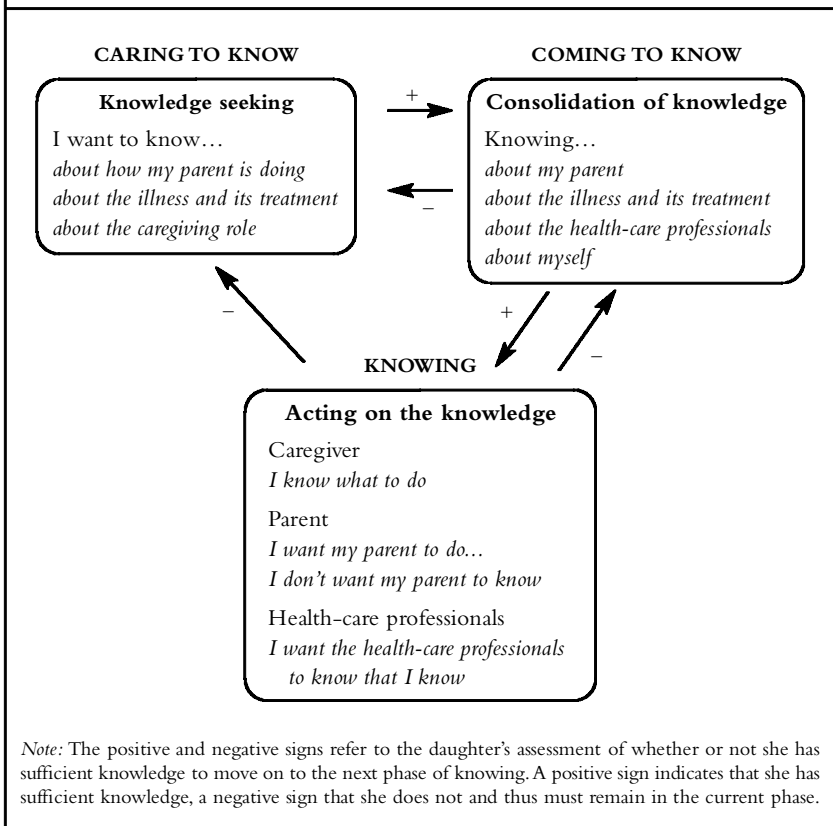 CARING TO KNOW
Knowledge seeking
I want to know…
about how my parent is doing
about the illness and its treatment
about the caregiving role
+
–
COMING TO KNOW
Consolidation of knowledge
Knowing…
about my parent
about the illness and its treatment
about the health-care professionals
about myself
–
+
–
KNOWING
Acting on the knowledge
Caregiver
I know what to do
Parent
I want my parent to do…
I don't want my parent to know
Health-care professionals
I want the health-care professionals
to know that I know
Note: The positive and negative signs refer to the daughter's assessment of whether or not she has
sufficient knowledge to move on to the next phase of knowing. A positive sign indicates that she has
sufficient knowledge, a negative sign that she does not and thus must remain in the current phase.